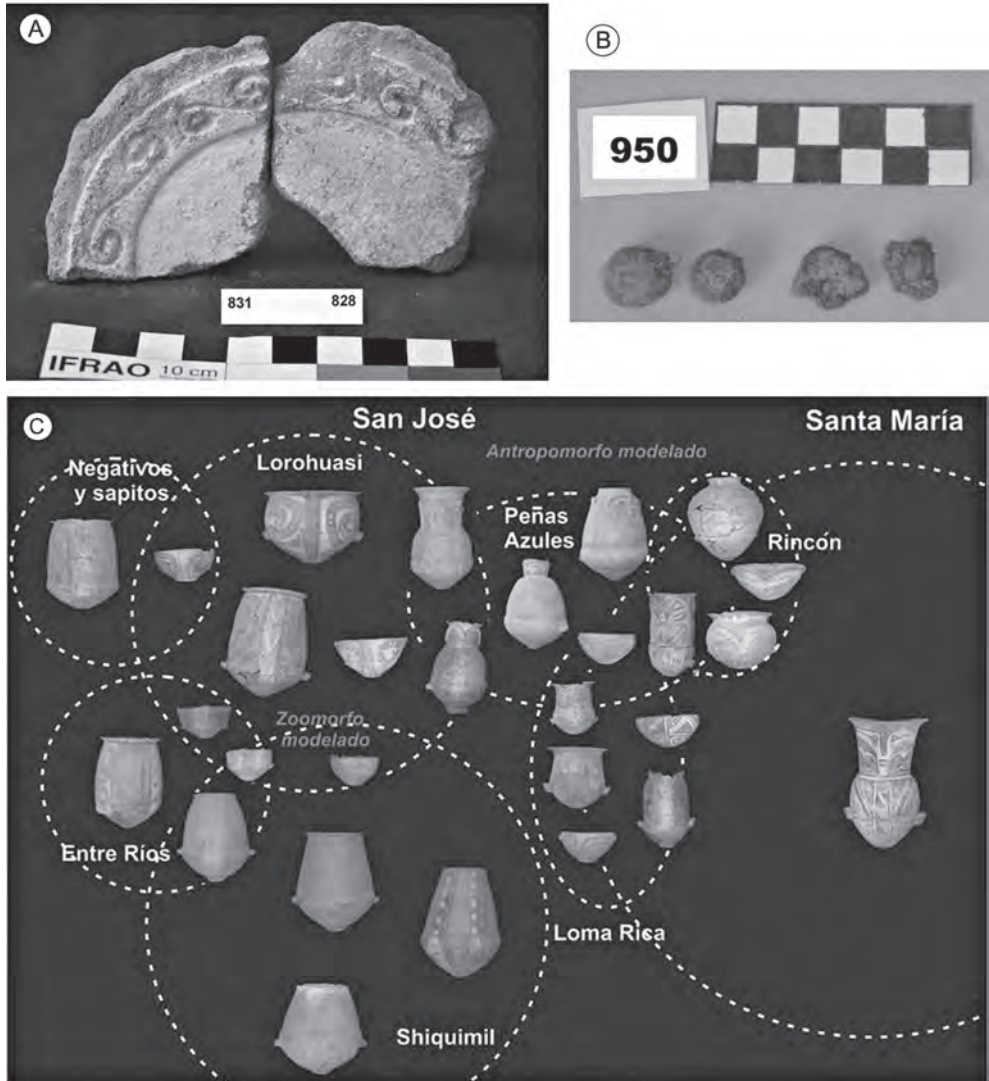 A
831 828
IFRAO 10 cm
B
950
C
San José
Santa María
Negativos
y sapitos
Lorohuasi
Antropomorfo modelado
Peñas
Azules
Rincón
Zoomorfo
modelado
Entre Ríos
Loma Rica
Shiquimil